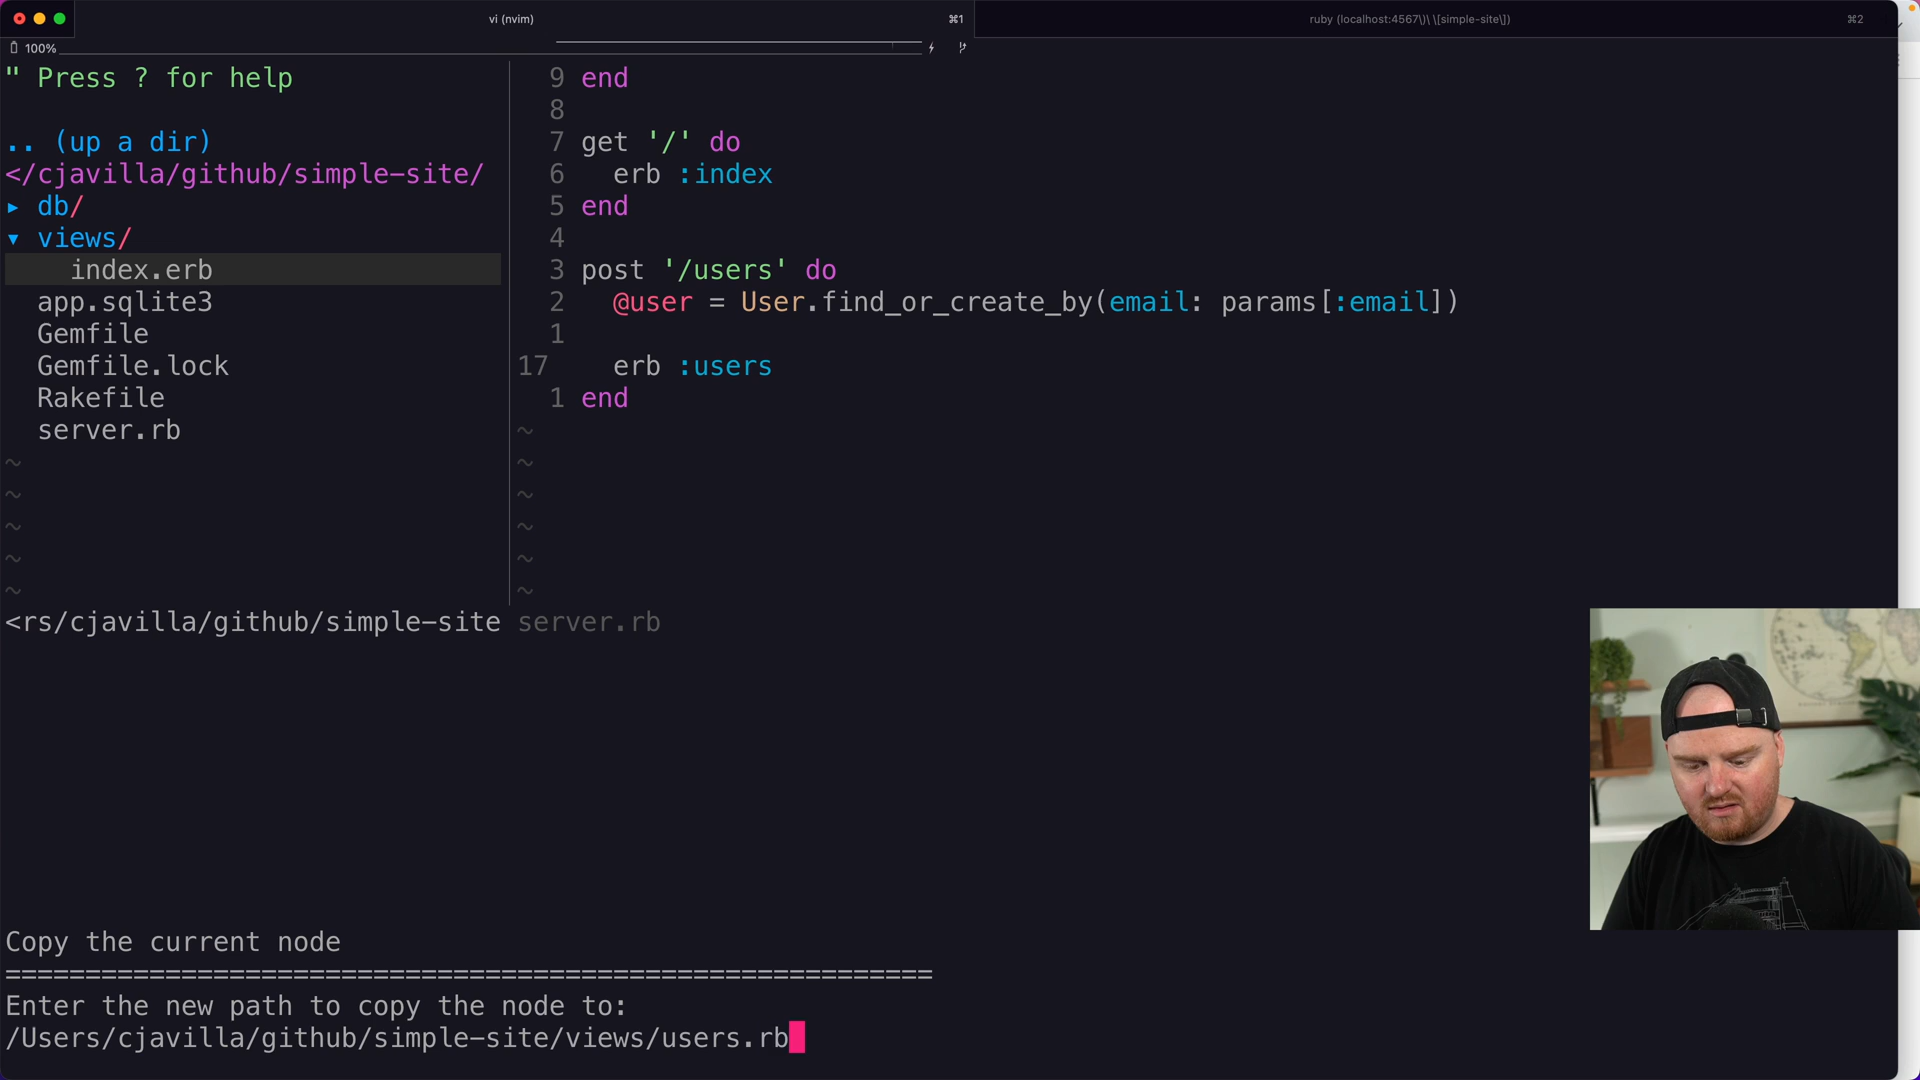 vi (nvim) ⌘1 ruby (localhost:4567\)\ \[simple-site\]) ⌘2
100%
" Press ? for help
.. (up a dir)
</cjavilla/github/simple-site/
▸ db/
▾ views/
index.erb
app.sqlite3
Gemfile
Gemfile.lock
Rakefile
server.rb
~
~
~
~
~
9 end
8
7 get '/' do
6 erb :index
5 end
4
3 post '/users' do
2 @user = User.find_or_create_by(email: params[:email])
1
17 erb :users
1 end
~
~
~
~
~
~
<rs/cjavilla/github/simple-site server.rb
Copy the current node
==========================================================
Enter the new path to copy the node to:
/Users/cjavilla/github/simple-site/views/users.rb